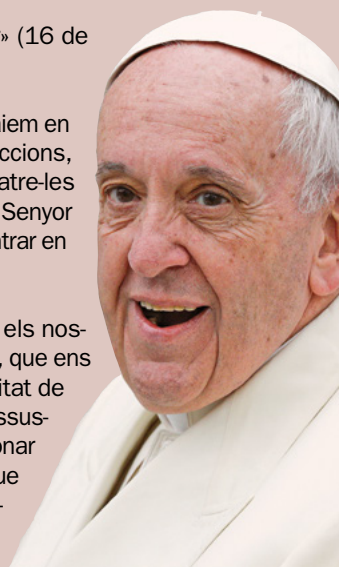 » (16 de
iem en
ccions,
atre-les
Senyor
trar en
els nos-
, que ens
itat de
ssus-
onar
ue
-